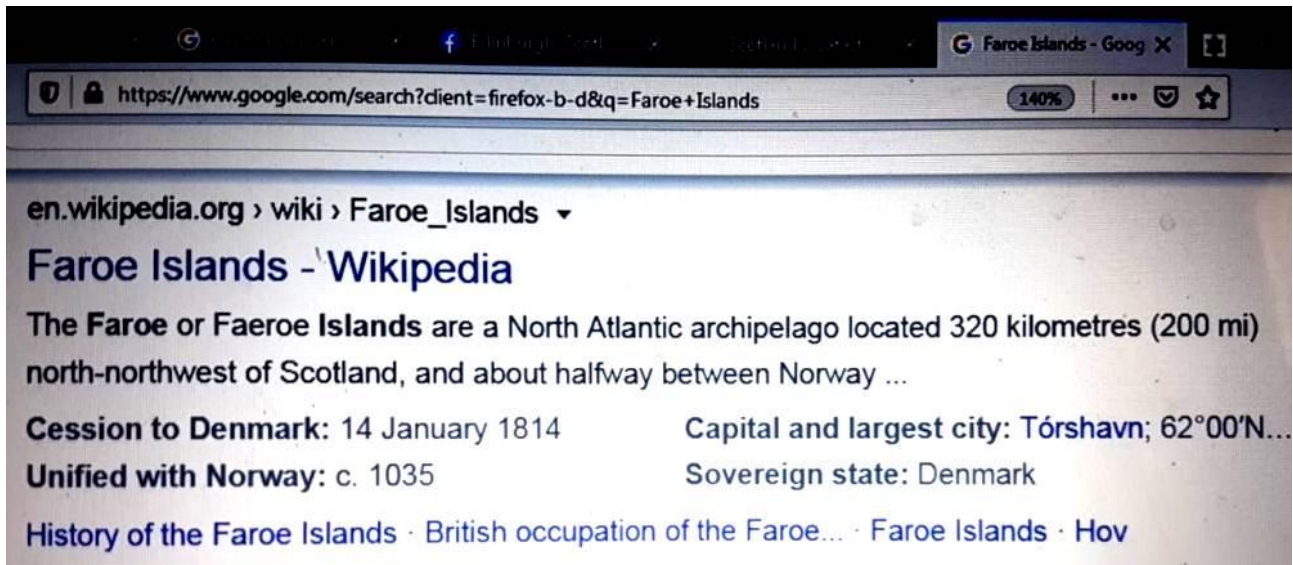 Faroe Islands - Goog
https://www.google.com/search?client=firefox-b-d&q=Faroe+Islands 140%
en.wikipedia.org › wiki › Faroe_Islands
Faroe Islands - Wikipedia
The Faroe or Faeroe Islands are a North Atlantic archipelago located 320 kilometres (200 mi)
north-northwest of Scotland, and about halfway between Norway ...
Cession to Denmark: 14 January 1814 Capital and largest city: Tórshavn; 62°00′N...
Unified with Norway: c. 1035 Sovereign state: Denmark
History of the Faroe Islands · British occupation of the Faroe... · Faroe Islands · Hov